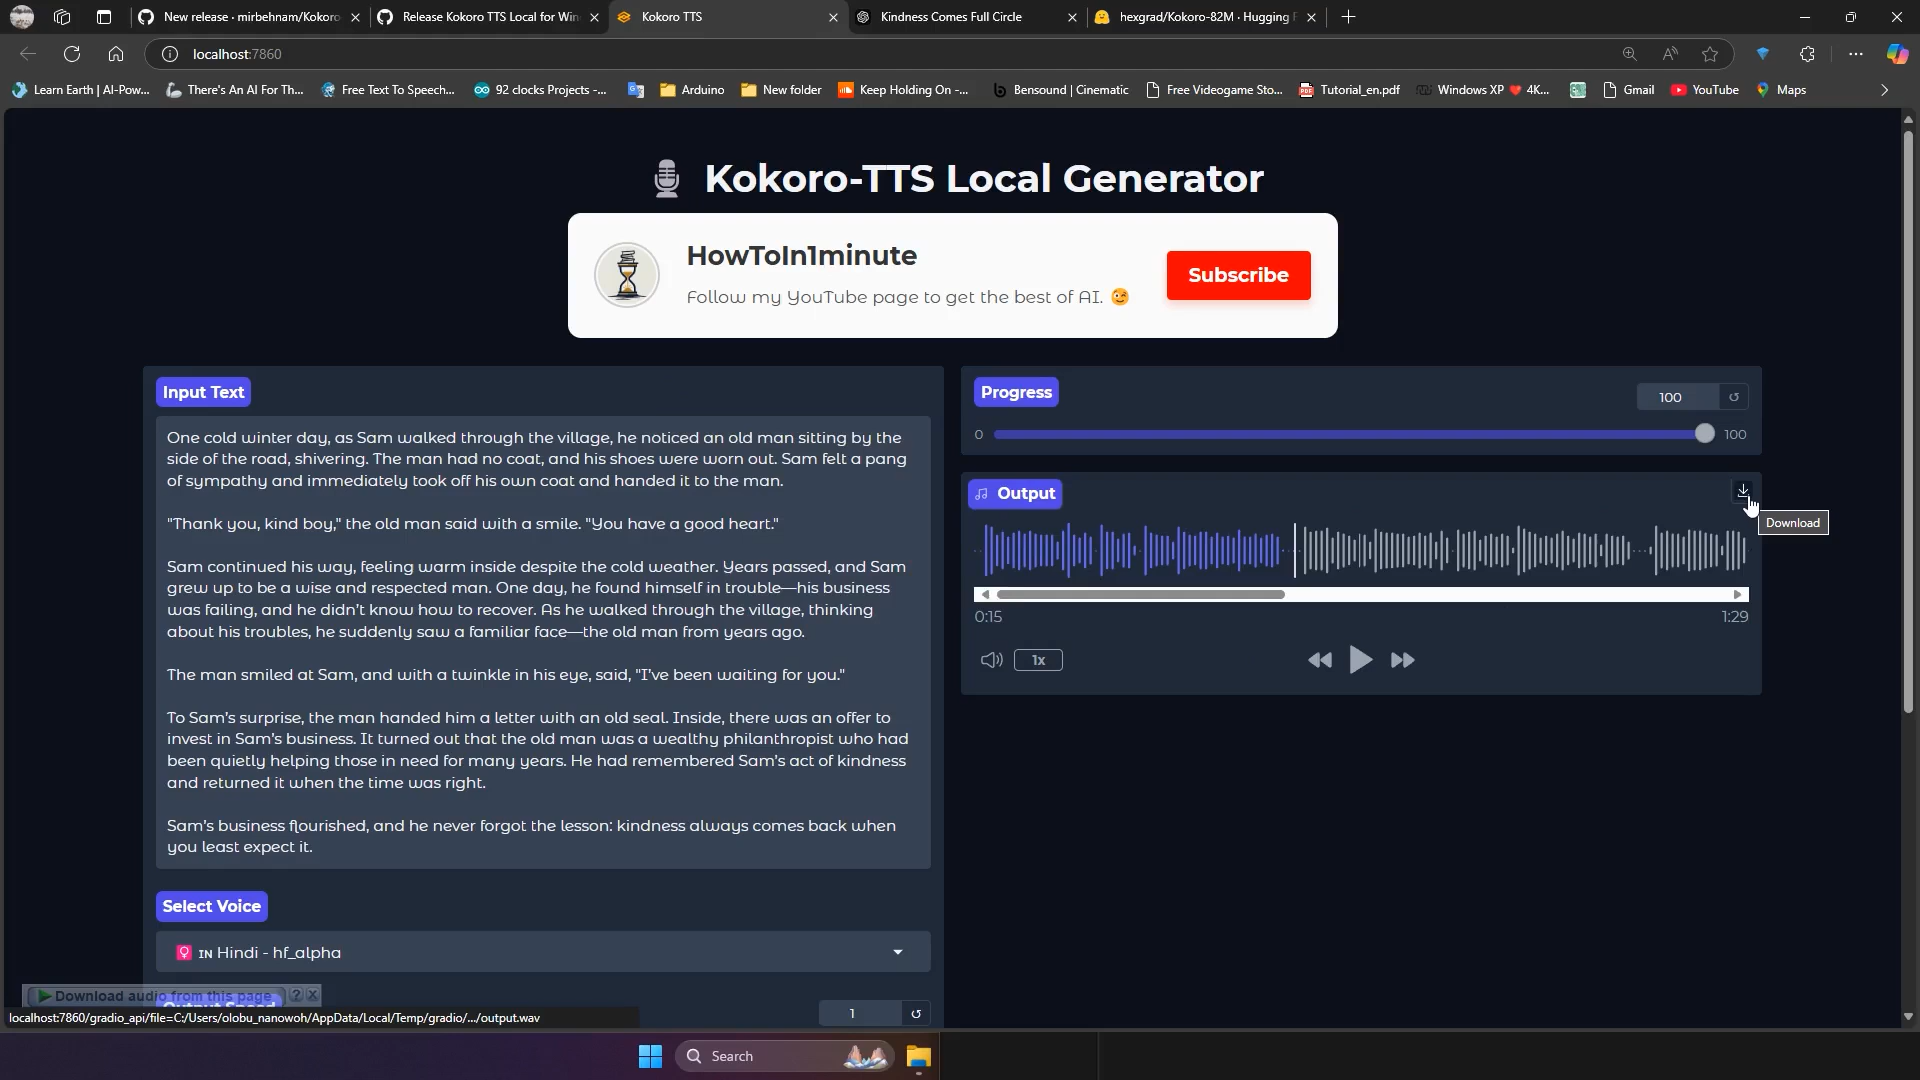 New release · mirbehnam/Kokoro
Release Kokoro TTS Local for Win
Kokoro TTS
Kindness Comes Full Circle
hexgrad/Kokoro-82M · Hugging F
localhost:7860
Learn Earth | AI-Pow...
There's An AI For Th...
Free Text To Speech...
92 clocks Projects -...
Arduino
New folder
Keep Holding On -...
Bensound | Cinematic
Free Videogame Sto...
Tutorial_en.pdf
Windows XP ❤ 4K...
Gmail
YouTube
Maps
Kokoro-TTS Local Generator
HowToIn1minute
Follow my YouTube page to get the best of AI. 😉
Subscribe
Input Text
One cold winter day, as Sam walked through the village, he noticed an old man sitting by the
side of the road, shivering. The man had no coat, and his shoes were worn out. Sam felt a pang
of sympathy and immediately took off his own coat and handed it to the man.
"Thank you, kind boy," the old man said with a smile. "You have a good heart."
Sam continued his way, feeling warm inside despite the cold weather. Years passed, and Sam
grew up to be a wise and respected man. One day, he found himself in trouble—his business
was failing, and he didn't know how to recover. As he walked through the village, thinking
about his troubles, he suddenly saw a familiar face—the old man from years ago.
The man smiled at Sam, and with a twinkle in his eye, said, "I've been waiting for you."
To Sam's surprise, the man handed him a letter with an old seal. Inside, there was an offer to
invest in Sam's business. It turned out that the old man was a wealthy philanthropist who had
been quietly helping those in need for many years. He had remembered Sam's act of kindness
and returned it when the time was right.
Sam's business flourished, and he never forgot the lesson: kindness always comes back when
you least expect it.
Select Voice
IN Hindi - hf_alpha
Output Speed
1
Progress
100
0
100
Output
Download
0:15
1:29
1x
Download audio from this page
localhost:7860/gradio_api/file=C:/Users/olobu_nanowoh/AppData/Local/Temp/gradio/.../output.wav
Search